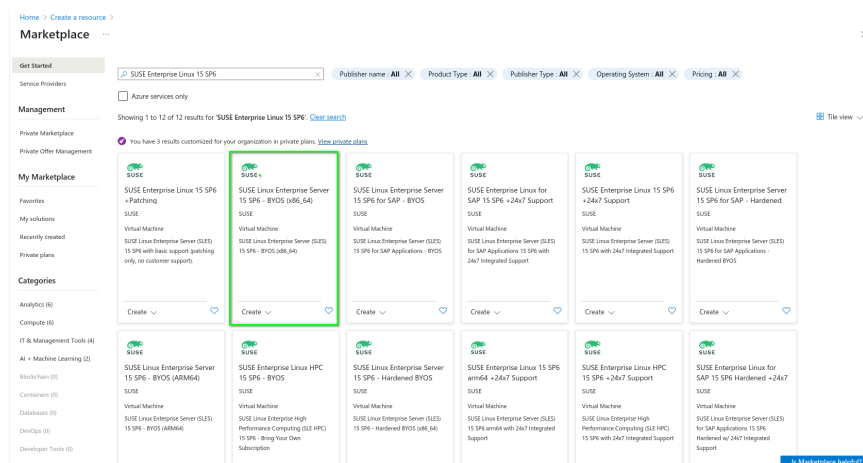 Home > Create a resource >
Marketplace ...
Get Started
Service Providers
Management
Private Marketplace
Private Offer Management
My Marketplace
Favorites
My solutions
Recently created
Private plans
Categories
Analytics (6)
Compute (6)
IT & Management Tools (4)
AI + Machine Learning (2)
Blockchain (0)
Containers (0)
Databases (0)
DevOps (0)
Developer Tools (0)
SUSE Enterprise Linux 15 SP6
Publisher name : All
Product Type : All
Publisher Type : All
Operating System : All
Pricing : All
Azure services only
Showing 1 to 12 of 12 results for 'SUSE Enterprise Linux 15 SP6'. Clear search
Tile view
You have 3 results customized for your organization in private plans. View private plans
SUSE
SUSE Enterprise Linux 15 SP6
+Patching
SUSE
Virtual Machine
SUSE Linux Enterprise Server (SLES)
15 SP6 with basic support (patching
only, no customer support).
Create
SUSE
SUSE Linux Enterprise Server
15 SP6 - BYOS (x86_64)
SUSE
Virtual Machine
SUSE Linux Enterprise Server (SLES)
15 SP6 - BYOS (x86_64)
Create
SUSE
SUSE Linux Enterprise Server
15 SP6 for SAP - BYOS
SUSE
Virtual Machine
SUSE Linux Enterprise Server (SLES)
15 SP6 for SAP Applications - BYOS
Create
SUSE
SUSE Enterprise Linux for
SAP 15 SP6 +24x7 Support
SUSE
Virtual Machine
SUSE Linux Enterprise Server (SLES)
for SAP Applications 15 SP6 with
24x7 Integrated Support
Create
SUSE
SUSE Enterprise Linux 15 SP6
+24x7 Support
SUSE
Virtual Machine
SUSE Linux Enterprise Server (SLES)
15 SP6 with 24x7 Integrated Support
Create
SUSE
SUSE Linux Enterprise Server
15 SP6 for SAP - Hardened
SUSE
Virtual Machine
SUSE Linux Enterprise Server (SLES)
15 SP6 for SAP Applications -
Hardened BYOS
Create
SUSE
SUSE Linux Enterprise Server
15 SP6 - BYOS (ARM64)
SUSE
Virtual Machine
SUSE Linux Enterprise Server (SLES)
15 SP6 - BYOS (ARM64)
SUSE
SUSE Enterprise Linux HPC
15 SP6 - BYOS
SUSE
Virtual Machine
SUSE Linux Enterprise High
Performance Computing (SLE HPC)
15 SP6 - Bring Your Own
Subscription
SUSE
SUSE Linux Enterprise Server
15 SP6 - Hardened BYOS
SUSE
Virtual Machine
SUSE Linux Enterprise Server (SLES)
15 SP6 - Hardened BYOS (x86_64)
SUSE
SUSE Enterprise Linux 15 SP6
arm64 +24x7 Support
SUSE
Virtual Machine
SUSE Linux Enterprise Server (SLES)
15 SP6 arm64 with 24x7 Integrated
Support
SUSE
SUSE Enterprise Linux HPC
15 SP6 +24x7 Support
SUSE
Virtual Machine
SUSE Linux Enterprise High
Performance Computing (SLE HPC)
15 SP6 with 24x7 Integrated Support
SUSE
SUSE Enterprise Linux for
SAP 15 SP6 Hardened +24x7
SUSE
Virtual Machine
SUSE Linux Enterprise Server (SLES)
for SAP Applications 15 SP6
Hardened w/ 24x7 Integrated
Support
Is Marketplace helpful?